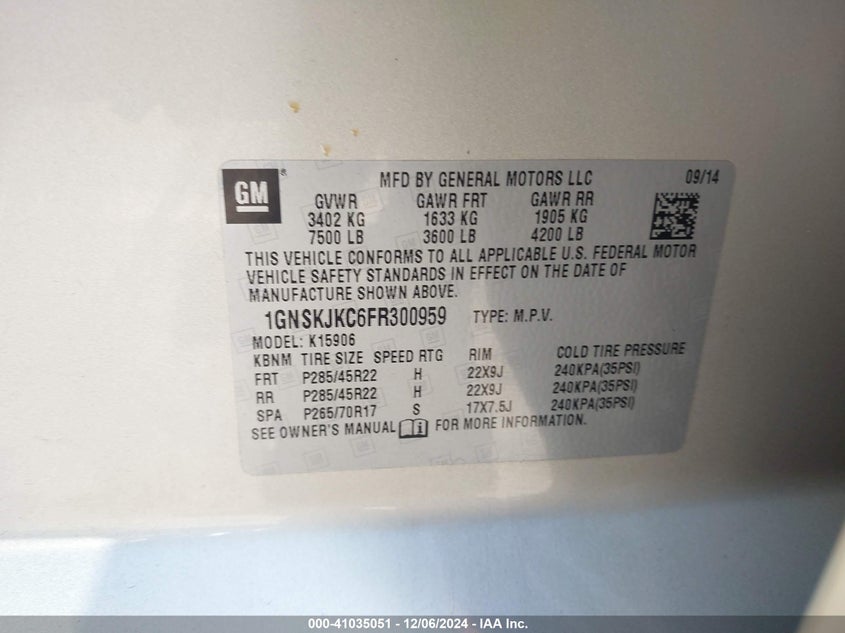 GM® MFD BY GENERAL MOTORS LLC 09/14
GVWR GAWR FRT GAWR RR
3402 KG 1633 KG 1905 KG
7500 LB 3600 LB 4200 LB
THIS VEHICLE CONFORMS TO ALL APPLICABLE U.S. FEDERAL MOTOR
VEHICLE SAFETY STANDARDS IN EFFECT ON THE DATE OF
MANUFACTURE SHOWN ABOVE.
1GNSKJKC6FR300959 TYPE: M.P.V.
MODEL: K15906
KBNM TIRE SIZE SPEED RTG RIM COLD TIRE PRESSURE
FRT P285/45R22 H 22X9J 240KPA(35PSI)
RR P285/45R22 H 22X9J 240KPA(35PSI)
SPA P265/70R17 S 17X7.5J 240KPA(35PSI)
SEE OWNER'S MANUAL FOR MORE INFORMATION.
000-41035051 - 12/06/2024 - IAA Inc.